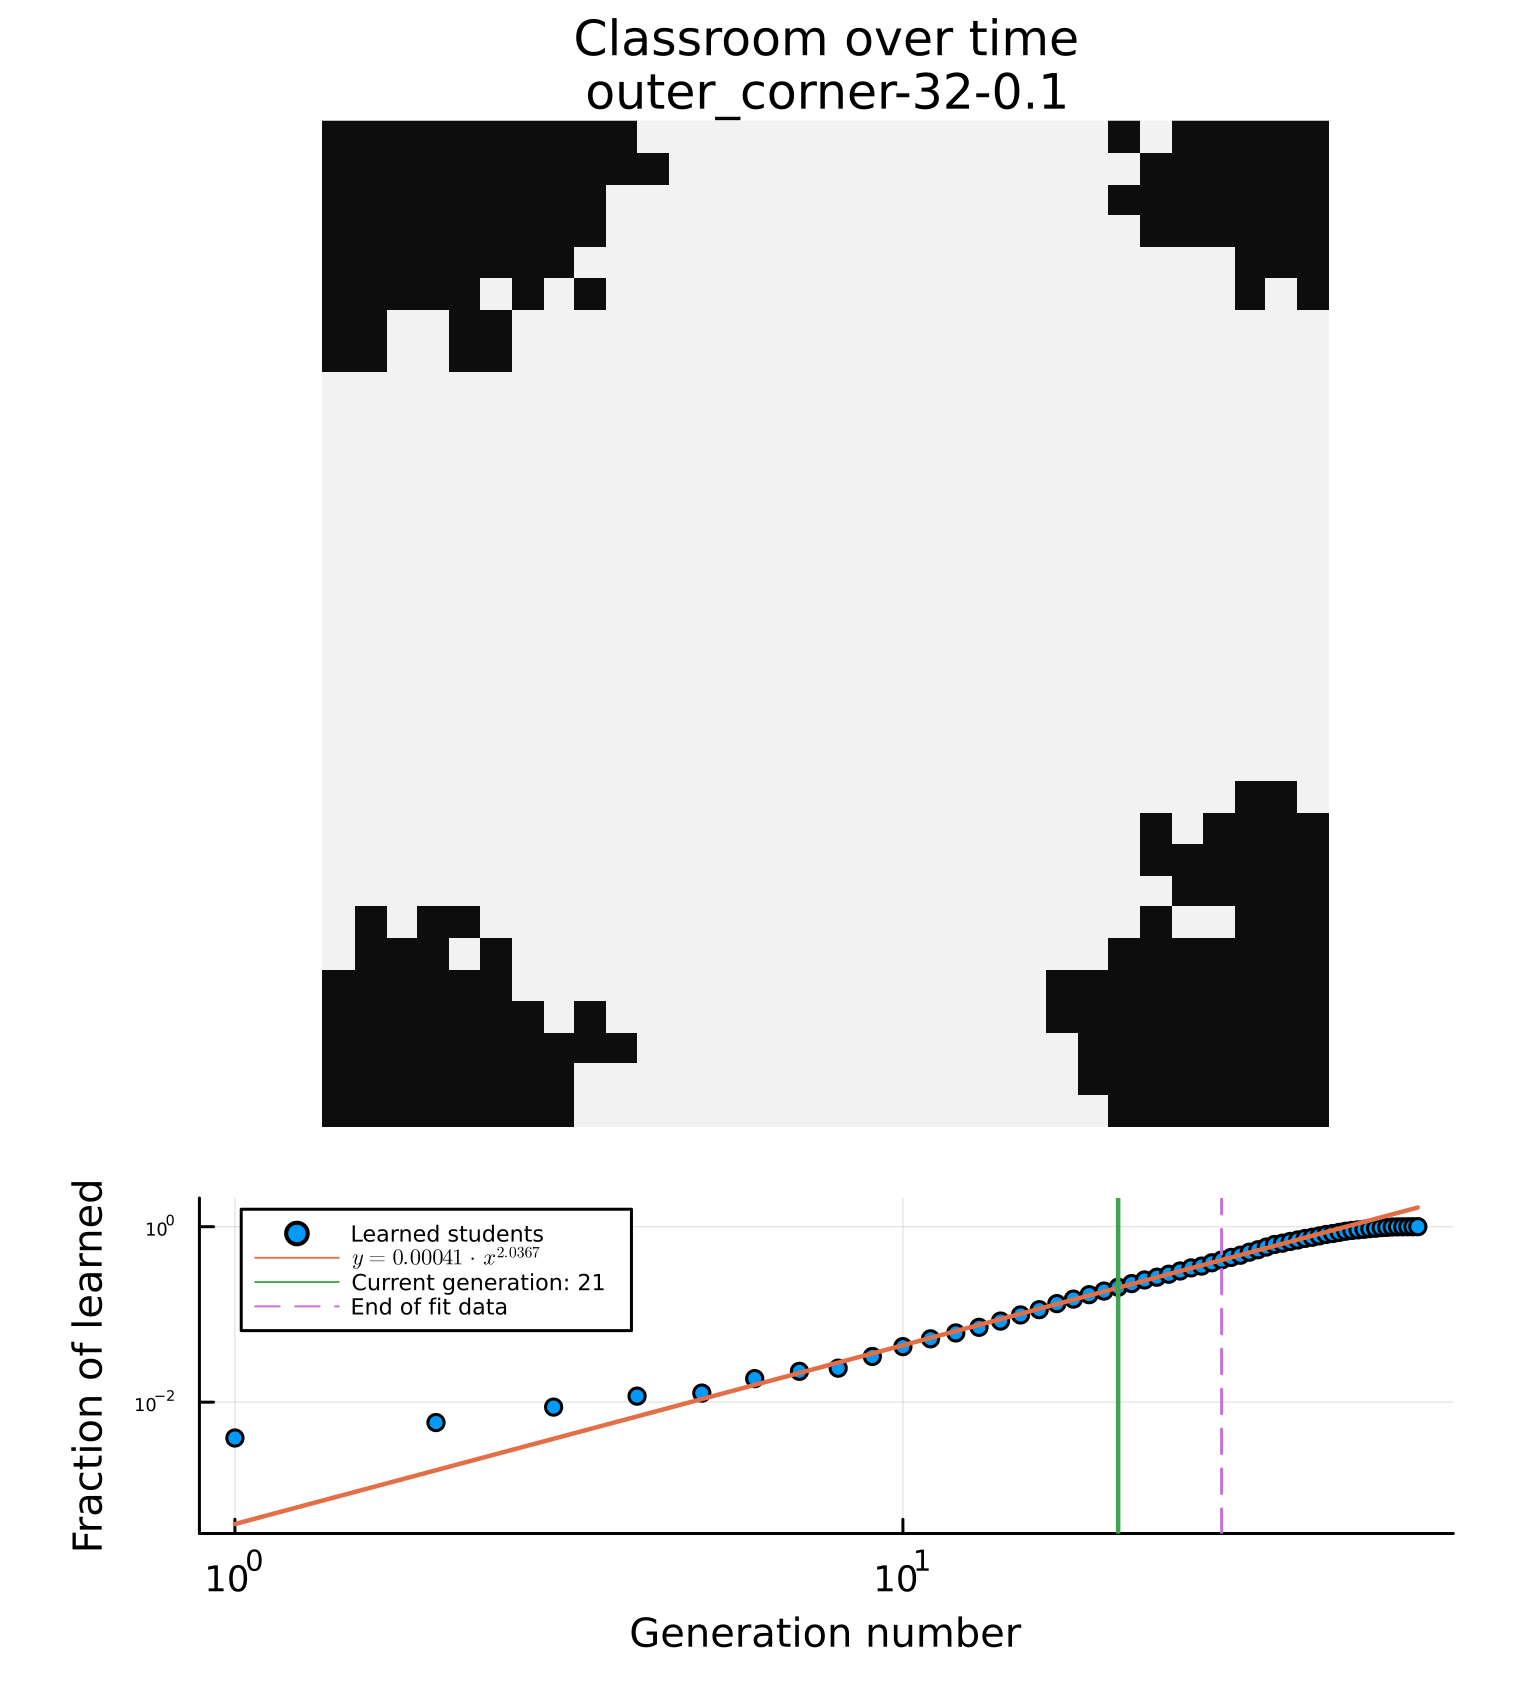 Classroom over time
outer_corner-32-0.1
Fraction of learned
10^0
10^−2
Learned students
y = 0.00041 · x^2.0367
Current generation: 21
End of fit data
10^0
10^1
Generation number